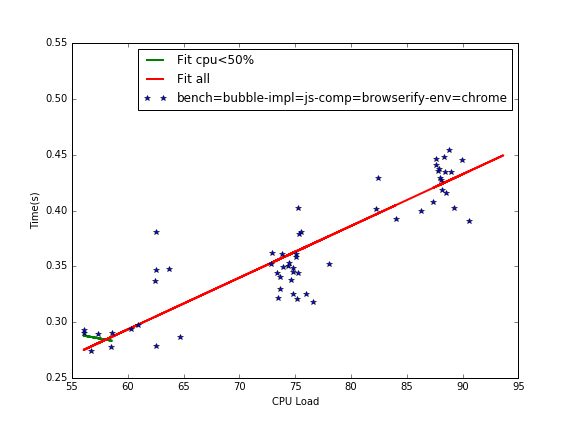 0.55
0.50
0.45
0.40
0.35
0.30
0.25
Time(s)
Fit cpu<50%
Fit all
bench=bubble-impl=js-comp=browserify-env=chrome
55 60 65 70 75 80 85 90 95
CPU Load